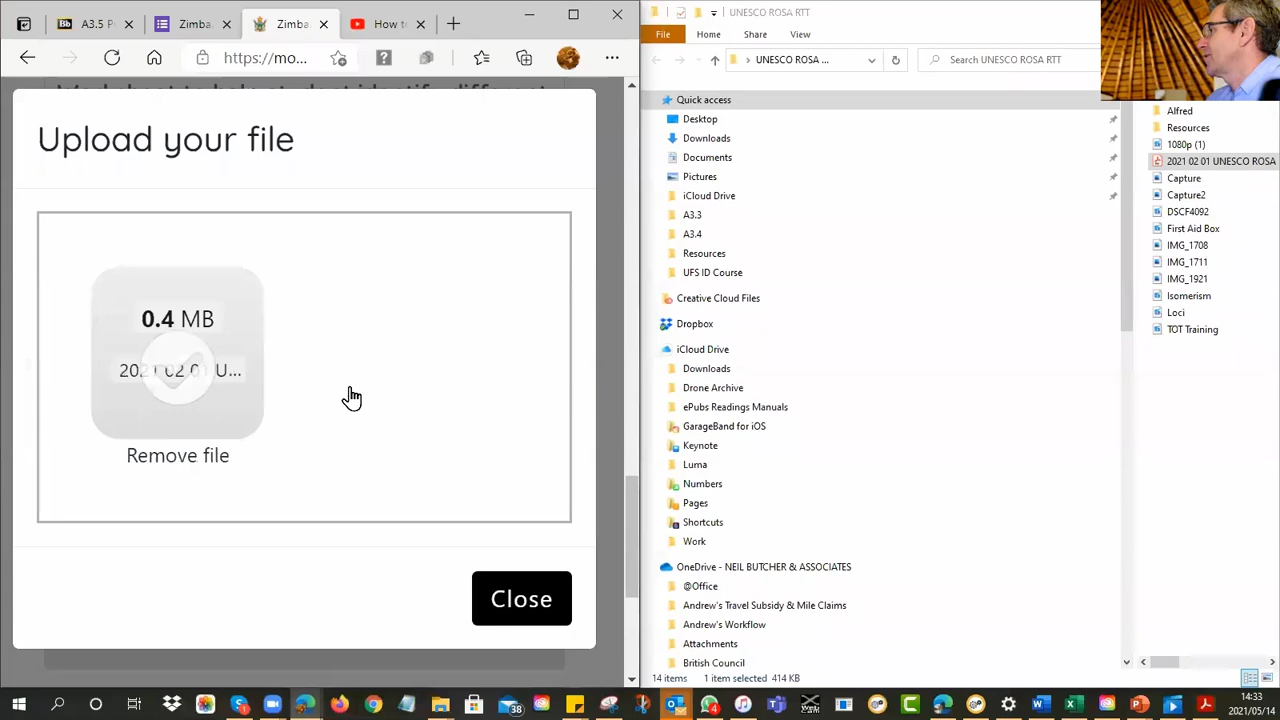 A3.5 P
Zimba
Zimba
How t
UNESCO ROSA RTT
File Home Share View
https://mo...
UNESCO ROSA ...
Search UNESCO ROSA RTT
Upload your file
0.4 MB
2021 02 01 U...
Remove file
Close
Quick access
Desktop
Downloads
Documents
Pictures
iCloud Drive
A3.3
A3.4
Resources
UFS ID Course
Creative Cloud Files
Dropbox
iCloud Drive
Downloads
Drone Archive
ePubs Readings Manuals
GarageBand for iOS
Keynote
Luma
Numbers
Pages
Shortcuts
Work
OneDrive - NEIL BUTCHER & ASSOCIATES
@Office
Andrew's Travel Subsidy & Mile Claims
Andrew's Workflow
Attachments
British Council
Alfred
Resources
1080p (1)
2021 02 01 UNESCO ROSA
Capture
Capture2
DSCF4092
First Aid Box
IMG_1708
IMG_1711
IMG_1921
Isomerism
Loci
TOT Training
14 items 1 item selected 414 KB
38
4
14:33
2021/05/14